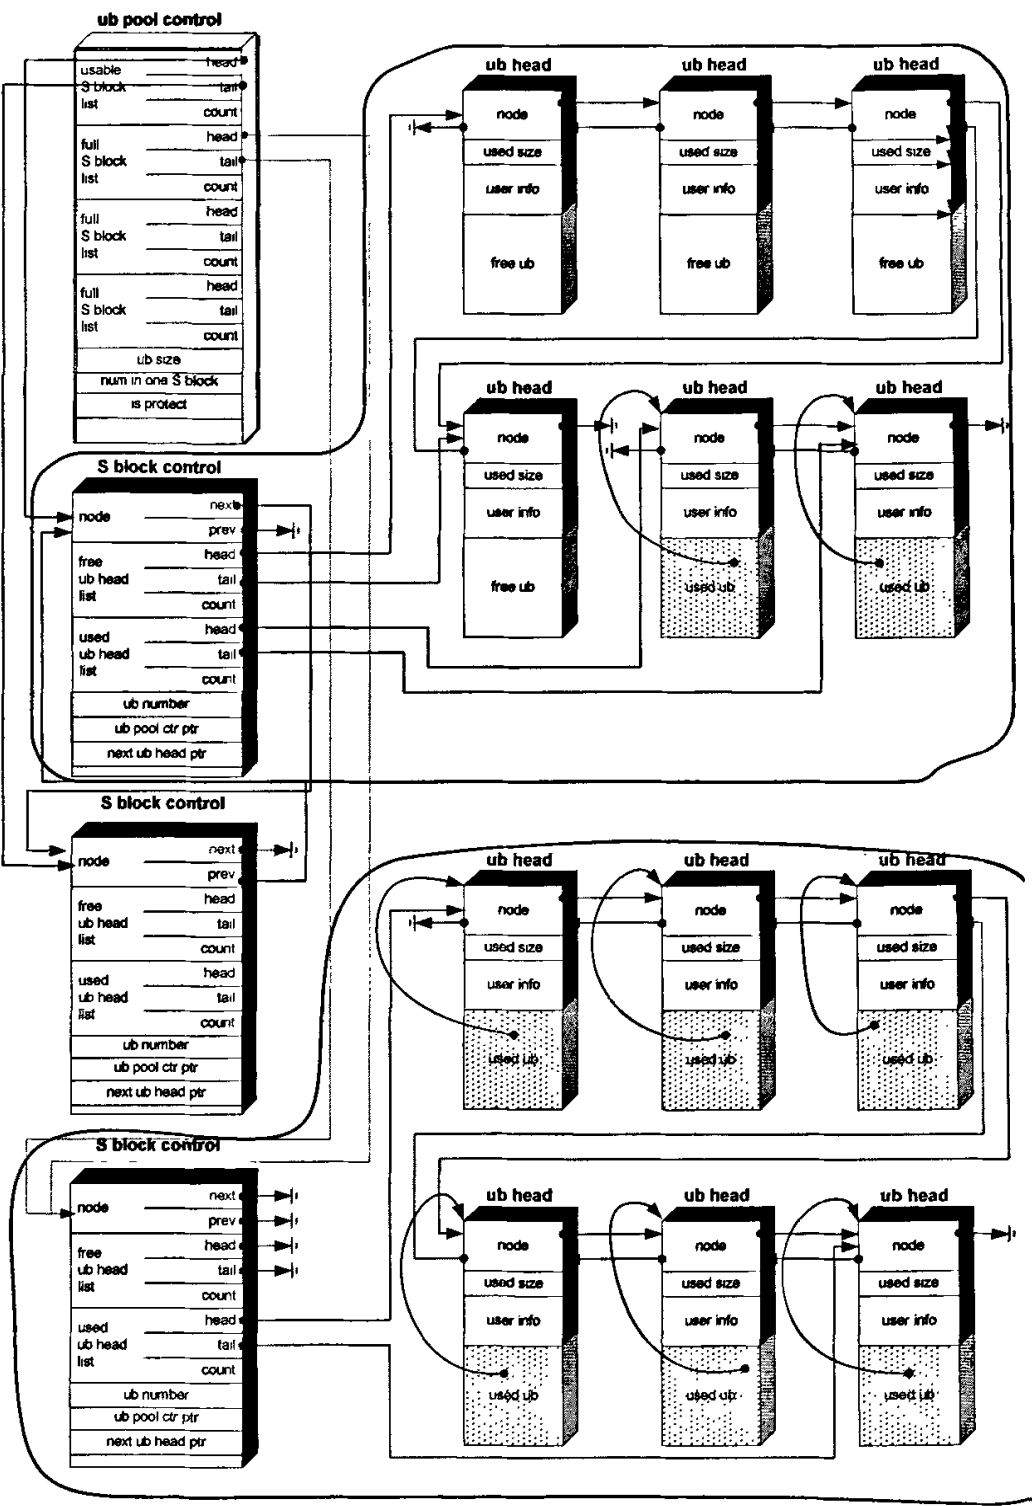 ub pool control
head
usable
S block
tail
list
count
head
full
S block
tail
list
count
head
full
S block
tail
list
count
head
full
S block
tail
list
count
ub size
num in one S block
is protect
ub head
node
used size
user info
free ub
ub head
node
used size
user info
free ub
ub head
node
used size
user info
free ub
ub head
node
used size
user info
free ub
ub head
node
used size
user info
used ub
ub head
node
used size
user info
used ub
S block control
next
node
prev
head
free
ub head
tail
list
count
head
used
ub head
tail
list
count
ub number
ub pool ctr ptr
next ub head ptr
S block control
next
node
prev
head
free
ub head
tail
list
count
head
used
ub head
tail
list
count
ub number
ub pool ctr ptr
next ub head ptr
ub head
node
used size
user info
used ub
ub head
node
used size
user info
used ub
ub head
node
used size
user info
used ub
S block control
next
node
prev
head
free
ub head
tail
list
count
head
used
ub head
tail
list
count
ub number
ub pool ctr ptr
next ub head ptr
ub head
node
used size
user info
used ub
ub head
node
used size
user info
used ub
ub head
node
used size
user info
used ub